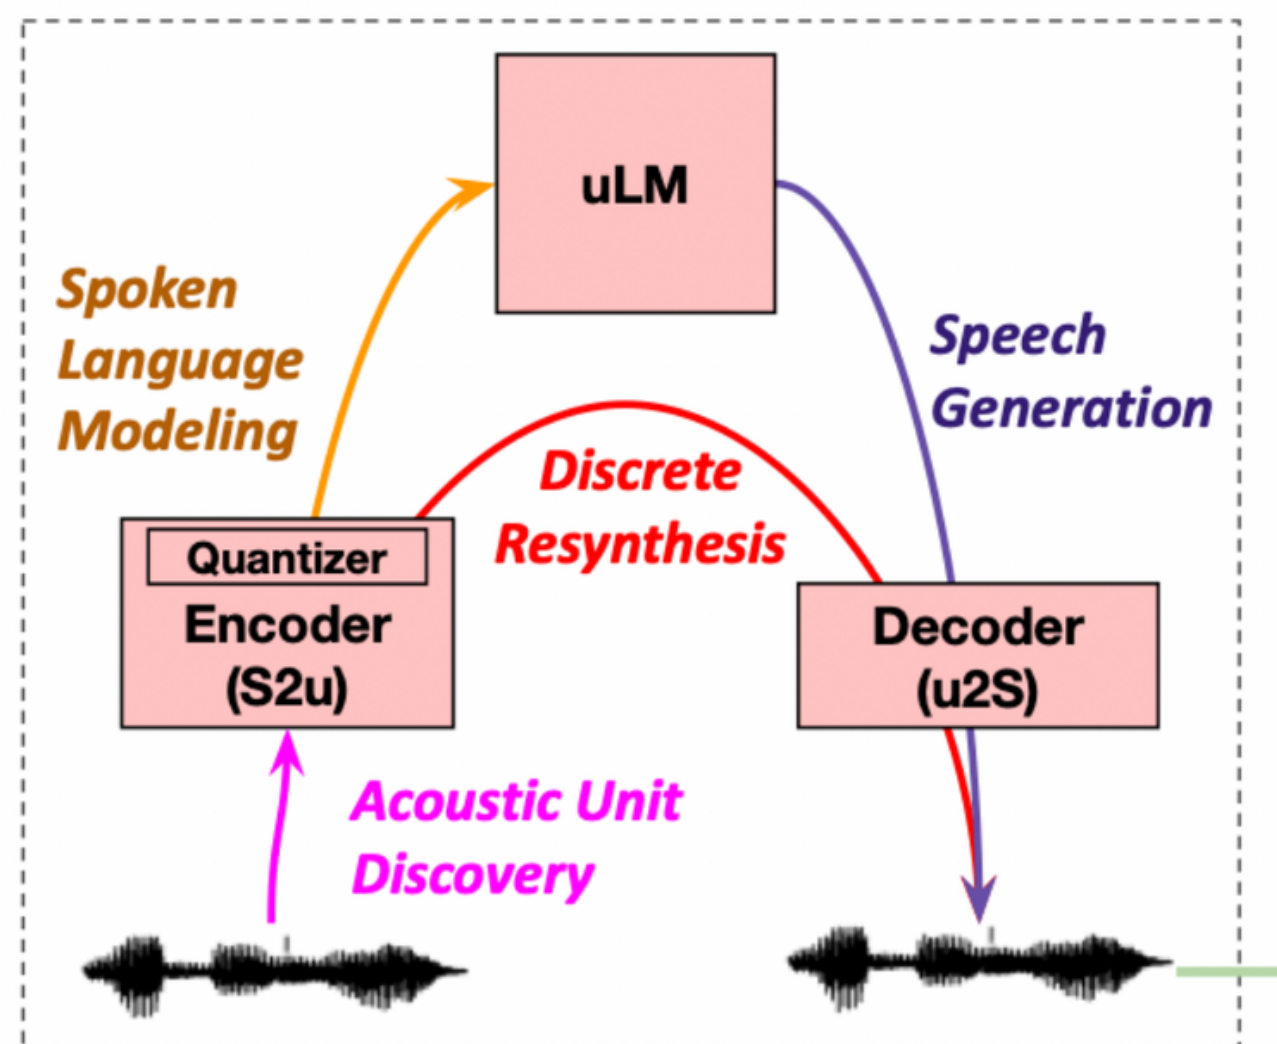 uLM
Spoken
Language
Modeling
Speech
Generation
Discrete
Resynthesis
Quantizer
Encoder
(S2u)
Decoder
(u2S)
Acoustic Unit
Discovery